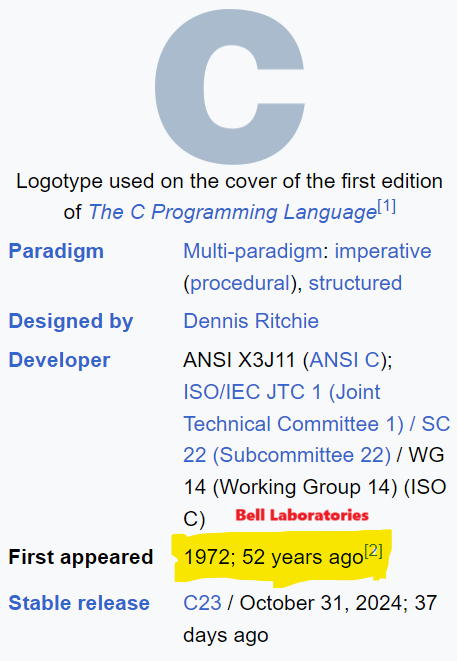 C
Logotype used on the cover of the first edition
of The C Programming Language[1]
Paradigm Multi-paradigm: imperative
(procedural), structured
Designed by Dennis Ritchie
Developer ANSI X3J11 (ANSI C);
ISO/IEC JTC 1 (Joint
Technical Committee 1) / SC
22 (Subcommittee 22) / WG
14 (Working Group 14) (ISO
C) Bell Laboratories
First appeared 1972; 52 years ago[2]
Stable release C23 / October 31, 2024; 37
days ago